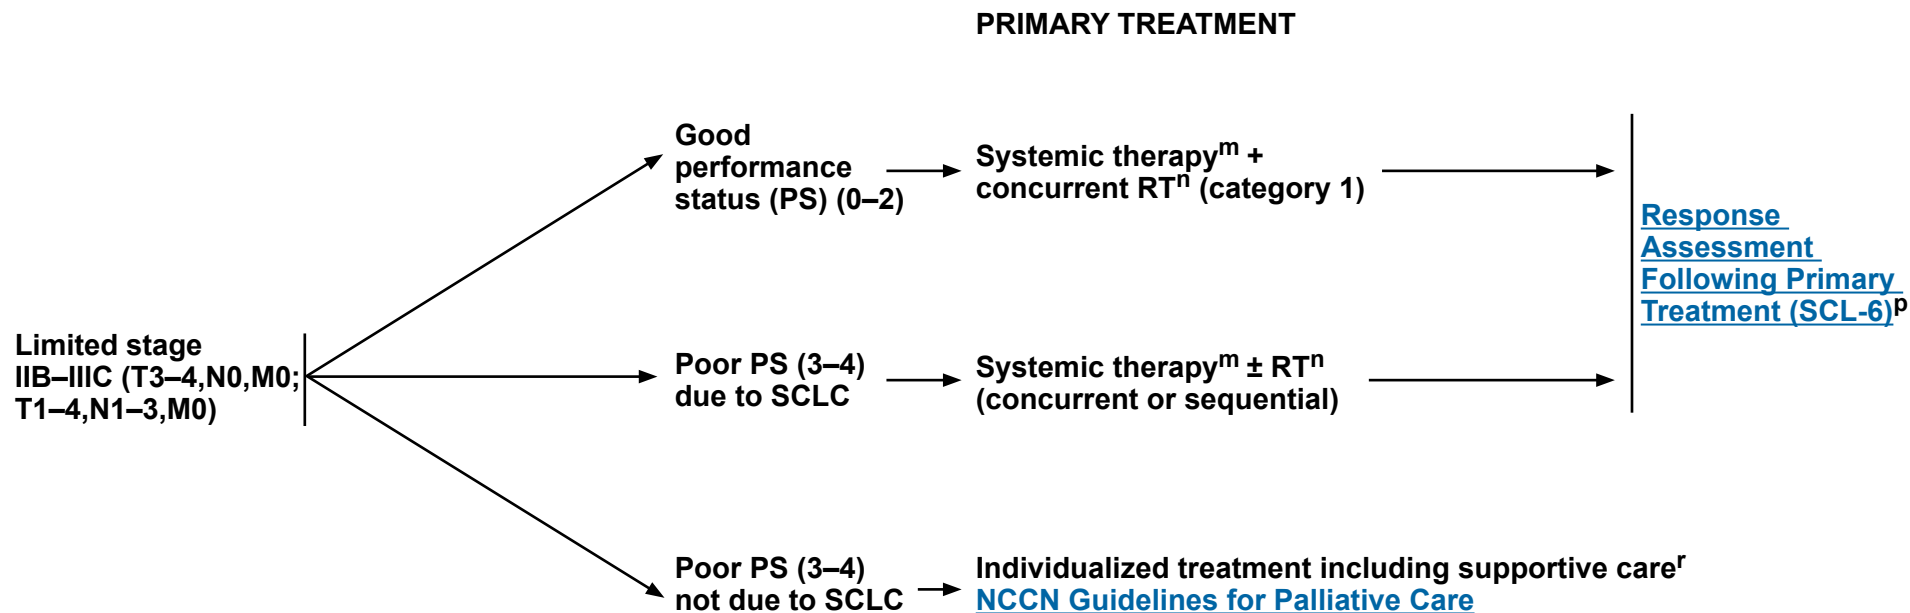 PRIMARY TREATMENT
Good
performance
status (PS) (0–2)
Systemic therapyᵐ +
concurrent RTⁿ (category 1)
Response
Assessment
Following Primary
Treatment (SCL-6)ᵖ
Limited stage
IIB–IIIC (T3–4,N0,M0;
T1–4,N1–3,M0)
Poor PS (3–4)
due to SCLC
Systemic therapyᵐ ± RTⁿ
(concurrent or sequential)
Poor PS (3–4)
not due to SCLC
Individualized treatment including supportive careʳ
NCCN Guidelines for Palliative Care